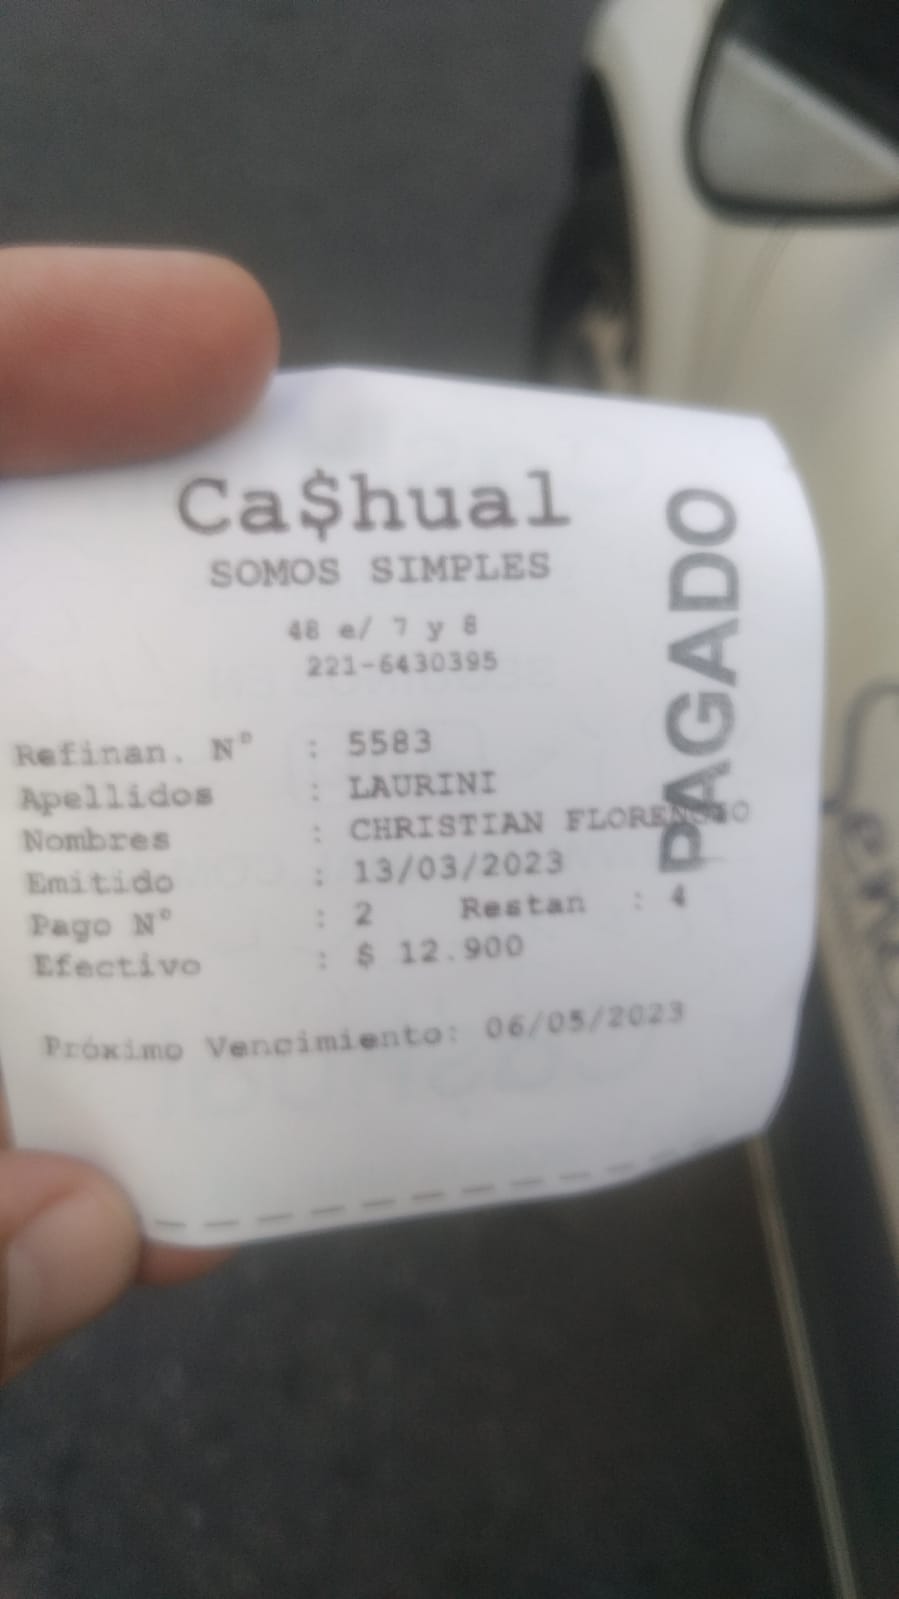 Ca$hual
SOMOS SIMPLES
48 e/ 7 y 8
221-6430395
PAGADO
Refinan. N° : 5583
Apellidos : LAURINI
Nombres : CHRISTIAN FLORENCIO
Emitido : 13/03/2023
Pago N° : 2 Restan : 4
Efectivo : $ 12.900
Próximo Vencimiento: 06/05/2023